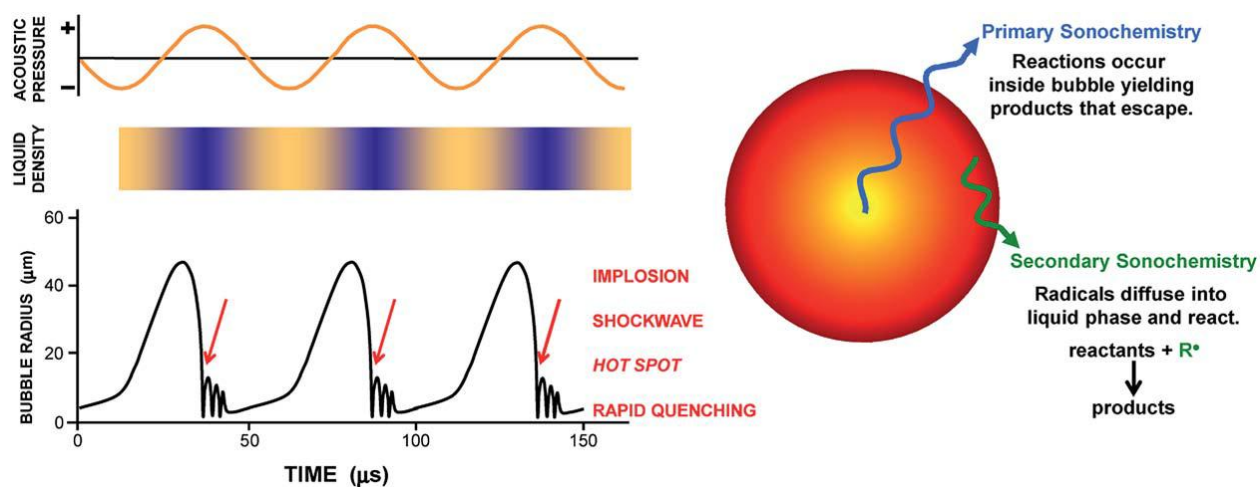 ACOUSTIC
PRESSURE
+
−
LIQUID
DENSITY
BUBBLE RADIUS (μm)
60
40
20
0
0
50
100
150
TIME (μs)
IMPLOSION
SHOCKWAVE
HOT SPOT
RAPID QUENCHING
Primary Sonochemistry
Reactions occur
inside bubble yielding
products that escape.
Secondary Sonochemistry
Radicals diffuse into
liquid phase and react.
reactants + R•
products